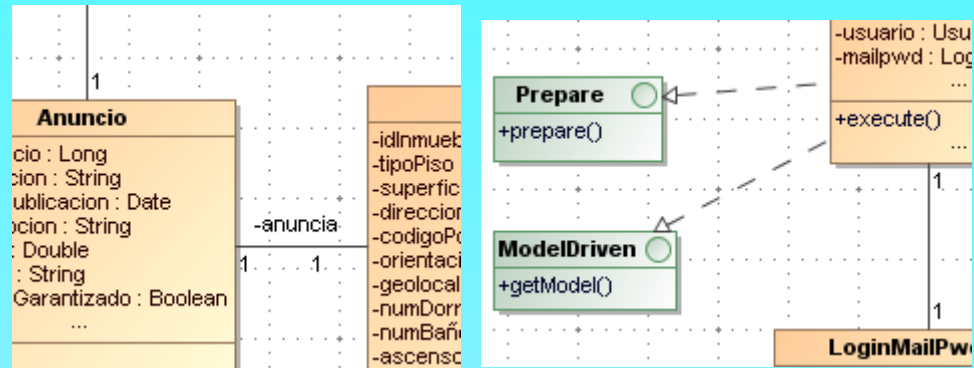 1
Anuncio
cio : Long
cion : String
ublicacion : Date
pcion : String
: Double
: String
Garantizado : Boolean
...
-anuncia
1
1
-idInmueb
-tipoPiso
-superfic
-direccion
-codigoPo
-orientaci
-geolocal
-numDorr
-numBañ
-ascenso
Prepare
+prepare()
ModelDriven
+getModel()
-usuario : Usu
-mailpwd : Log
...
+execute()
...
1
1
LoginMailPw